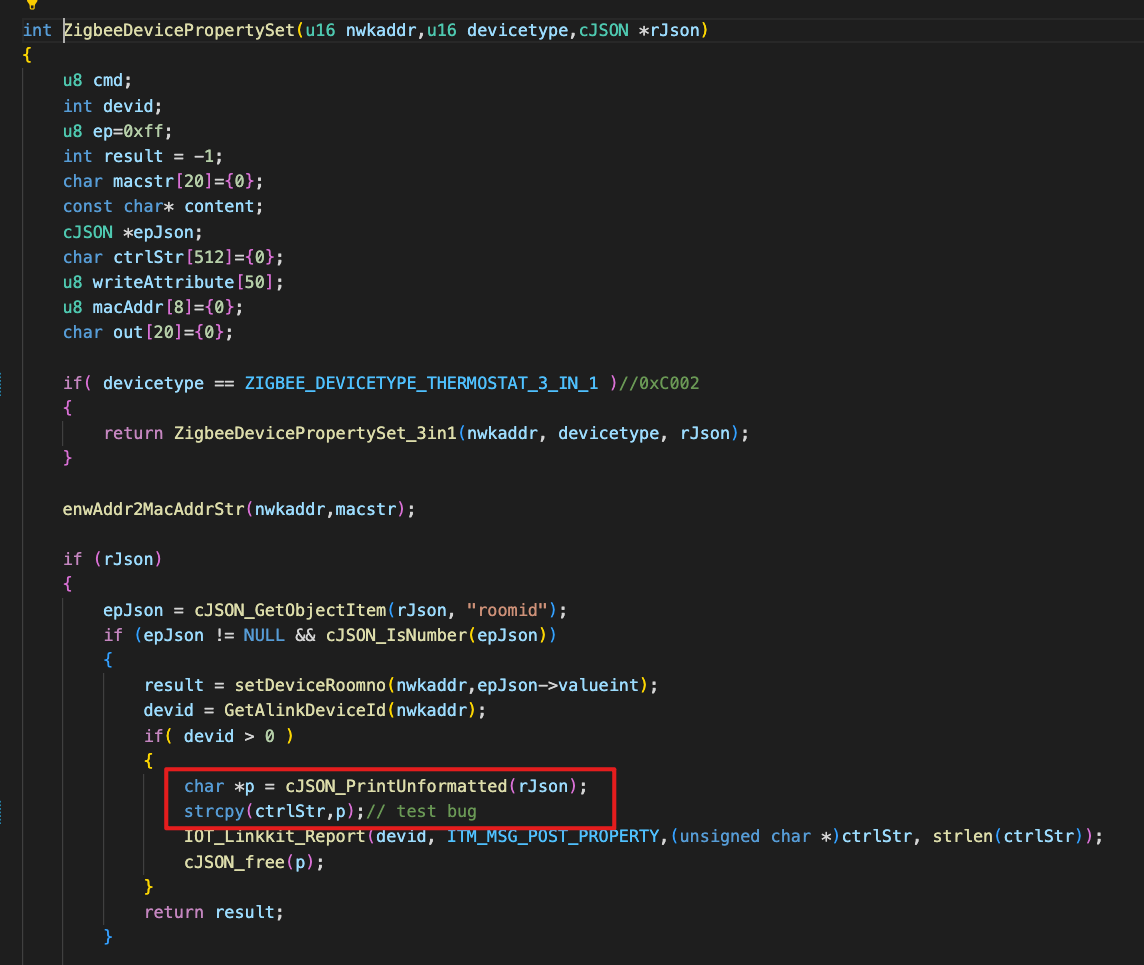 int ZigbeeDevicePropertySet(u16 nwkaddr,u16 devicetype,cJSON *rJson)
{
    u8 cmd;
    int devid;
    u8 ep=0xff;
    int result = -1;
    char macstr[20]={0};
    const char* content;
    cJSON *epJson;
    char ctrlStr[512]={0};
    u8 writeAttribute[50];
    u8 macAddr[8]={0};
    char out[20]={0};

    if( devicetype == ZIGBEE_DEVICETYPE_THERMOSTAT_3_IN_1 )//0xC002
    {
        return ZigbeeDevicePropertySet_3in1(nwkaddr, devicetype, rJson);
    }

    enwAddr2MacAddrStr(nwkaddr,macstr);

    if (rJson)
    {
        epJson = cJSON_GetObjectItem(rJson, "roomid");
        if (epJson != NULL && cJSON_IsNumber(epJson))
        {
            result = setDeviceRoomno(nwkaddr,epJson->valueint);
            devid = GetAlinkDeviceId(nwkaddr);
            if( devid > 0 )
            {
                char *p = cJSON_PrintUnformatted(rJson);
                strcpy(ctrlStr,p);// test bug
                IOT_Linkkit_Report(devid, ITM_MSG_POST_PROPERTY,(unsigned char *)ctrlStr, strlen(ctrlStr));
                cJSON_free(p);
            }
            return result;
        }